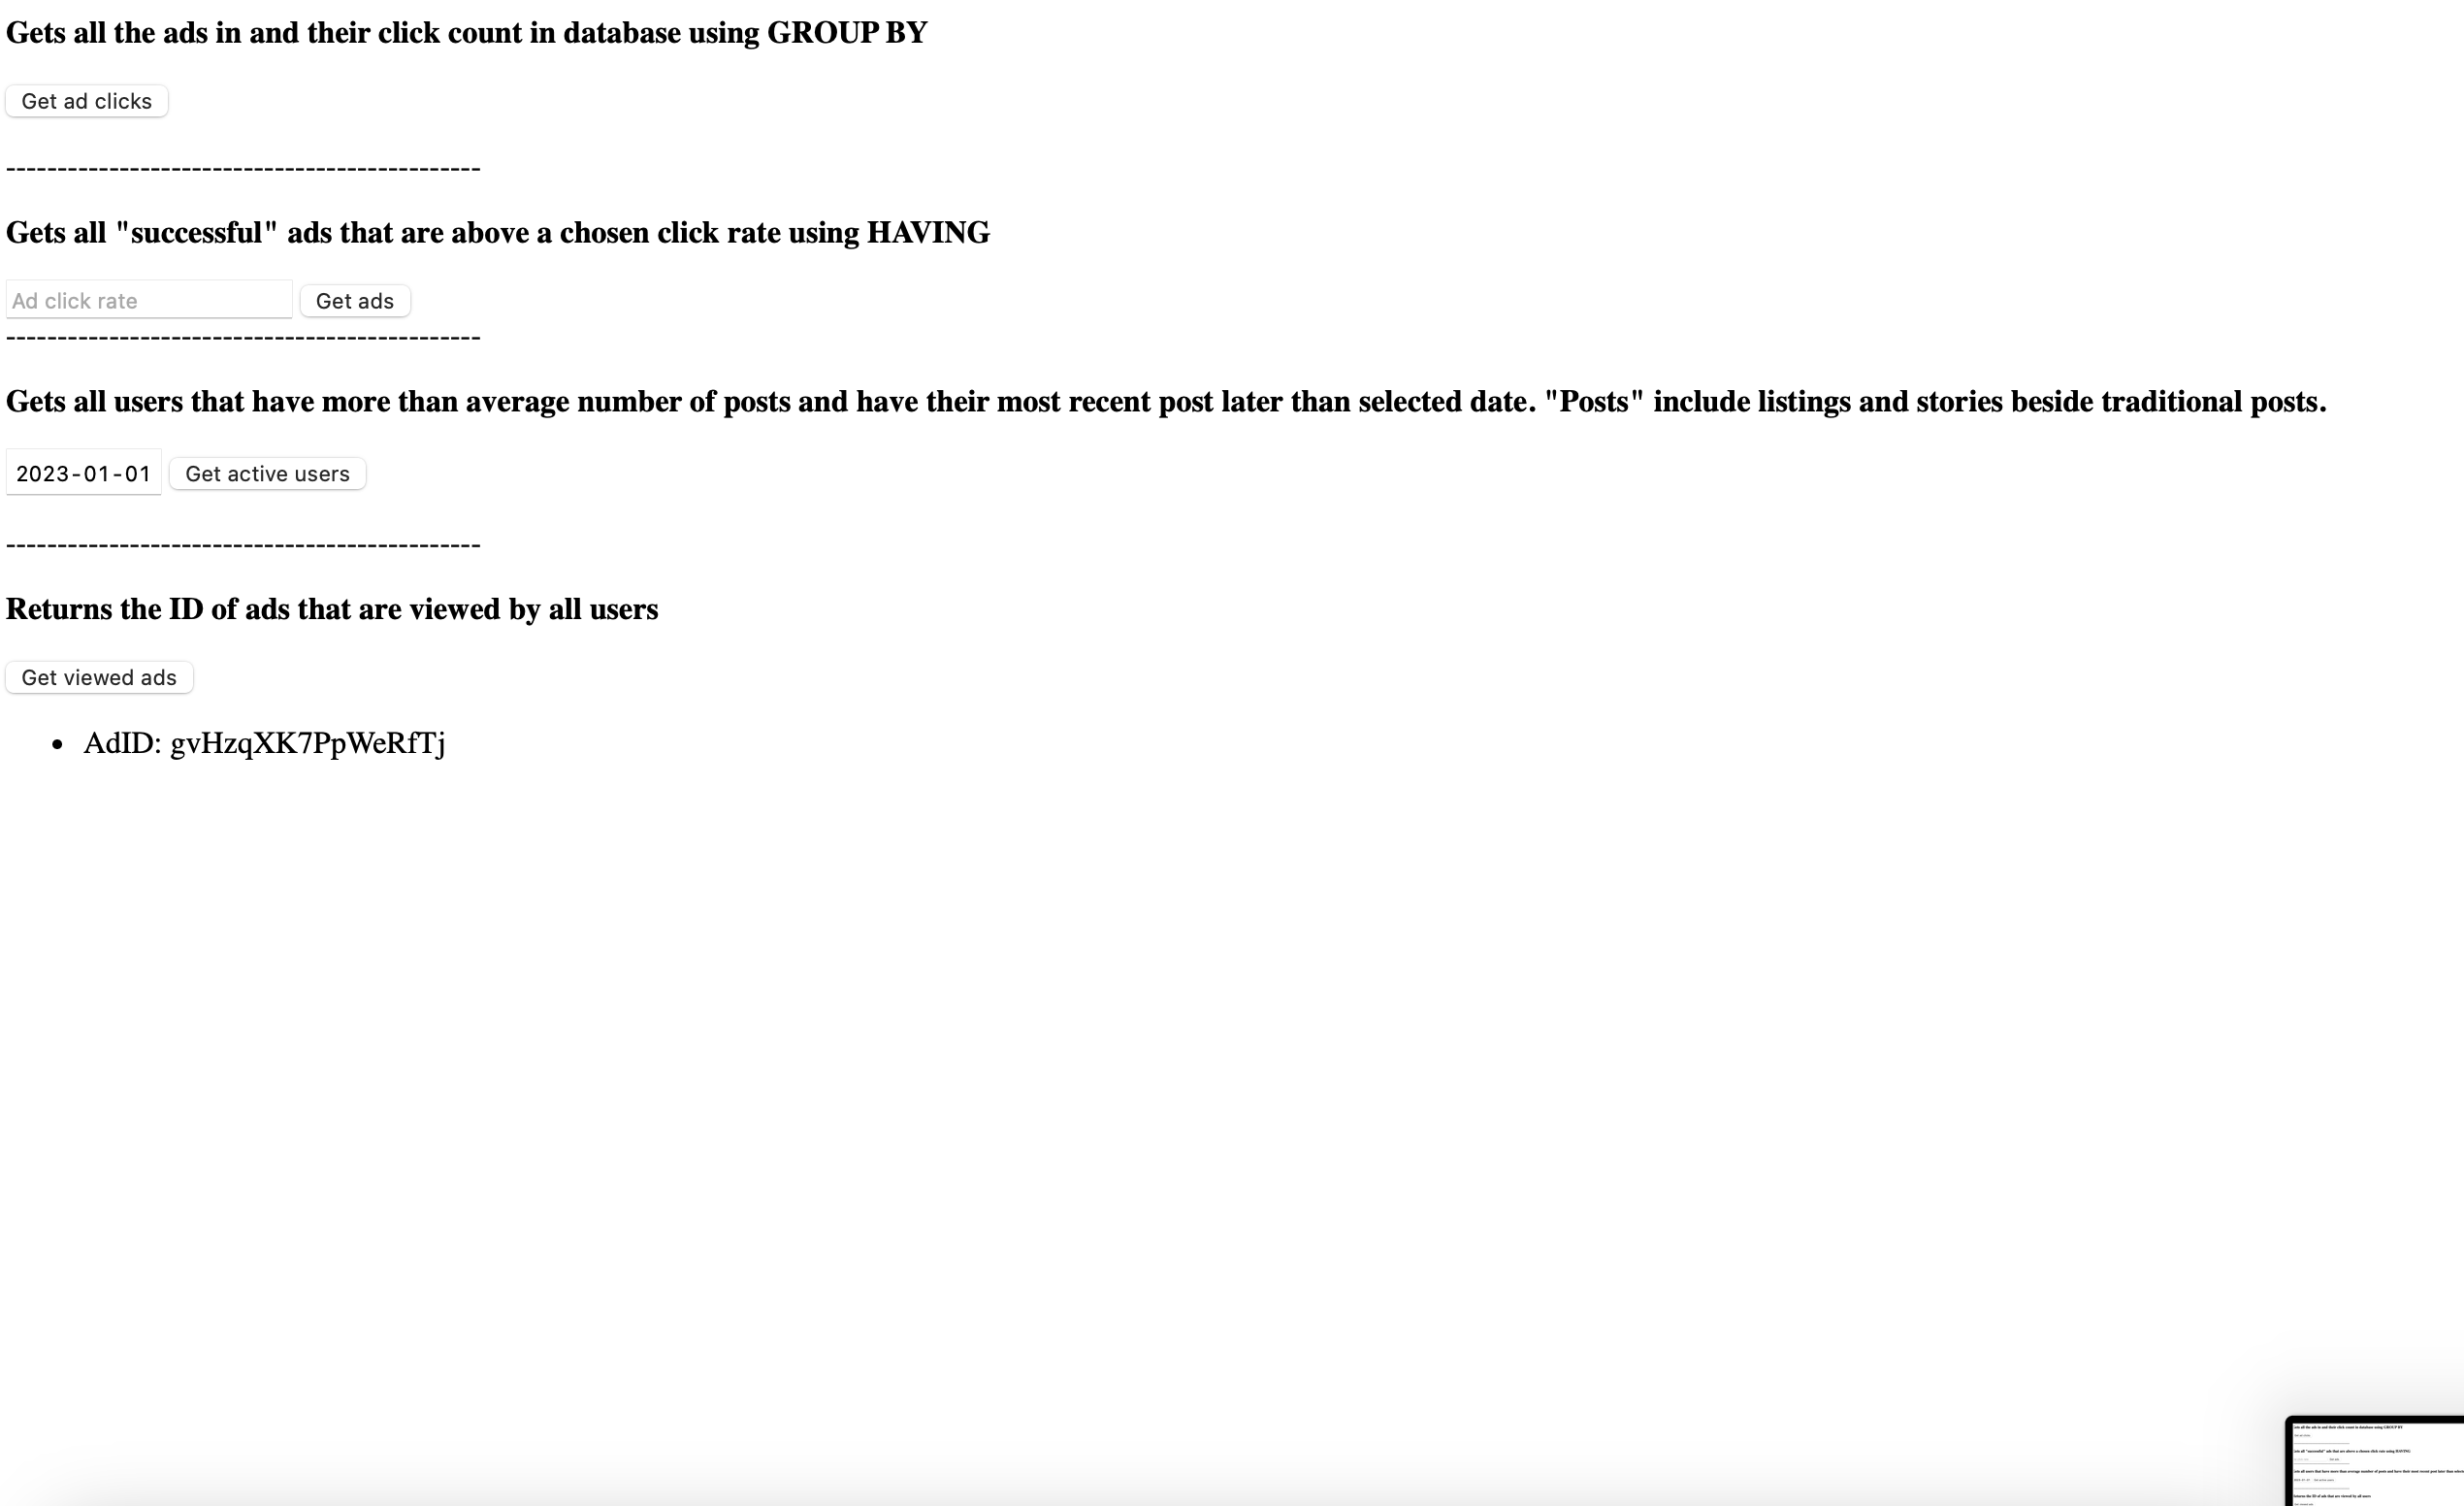 Gets all the ads in and their click count in database using GROUP BY
Get ad clicks
----------------------------------------------
Gets all "successful" ads that are above a chosen click rate using HAVING
Ad click rate Get ads
----------------------------------------------
Gets all users that have more than average number of posts and have their most recent post later than selected date. "Posts" include listings and stories beside traditional posts.
2023-01-01 Get active users
----------------------------------------------
Returns the ID of ads that are viewed by all users
Get viewed ads
• AdID: gvHzqXK7PpWeRfTj